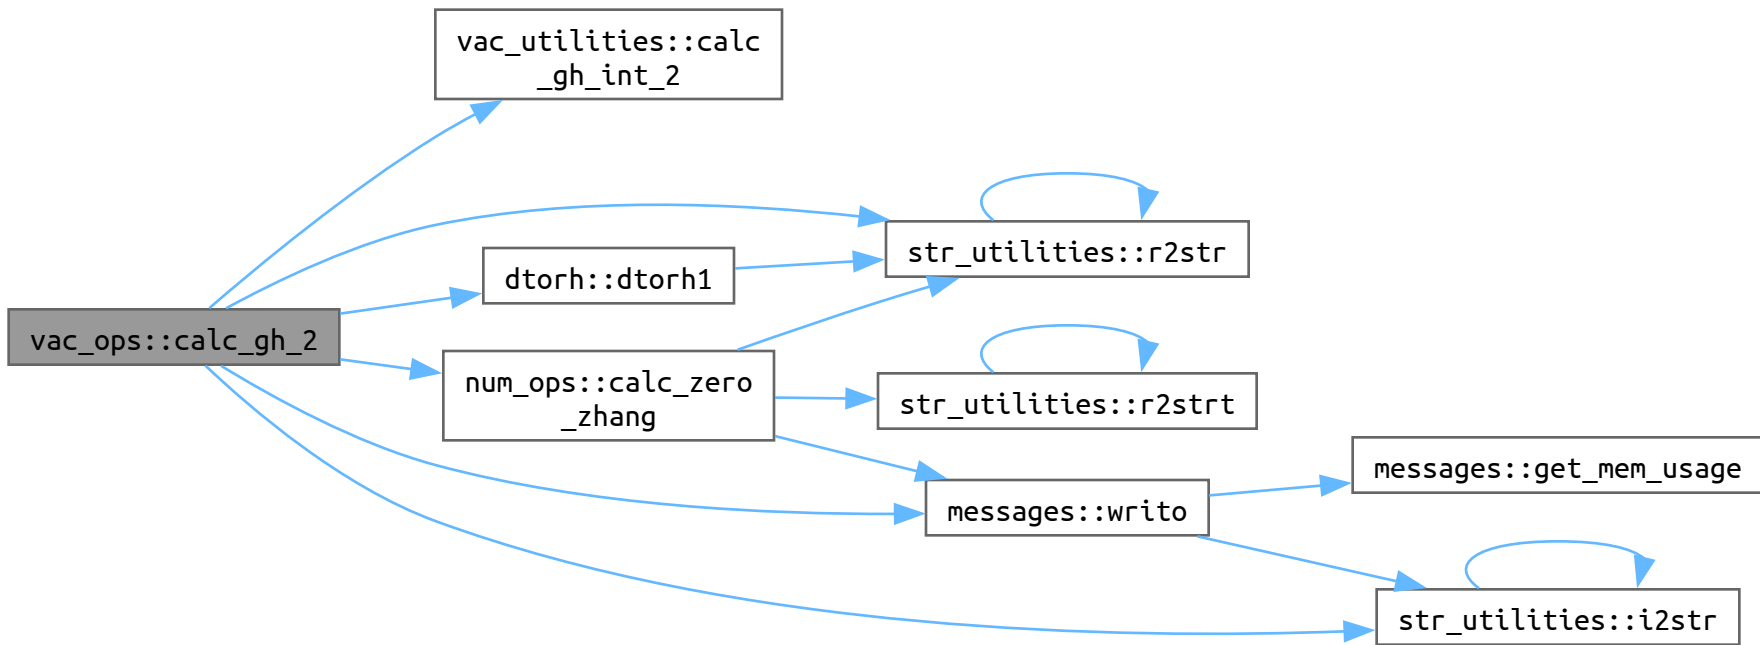 vac_utilities::calc
_gh_int_2
str_utilities::r2str
dtorh::dtorh1
vac_ops::calc_gh_2
num_ops::calc_zero
_zhang
str_utilities::r2strt
messages::get_mem_usage
messages::writo
str_utilities::i2str